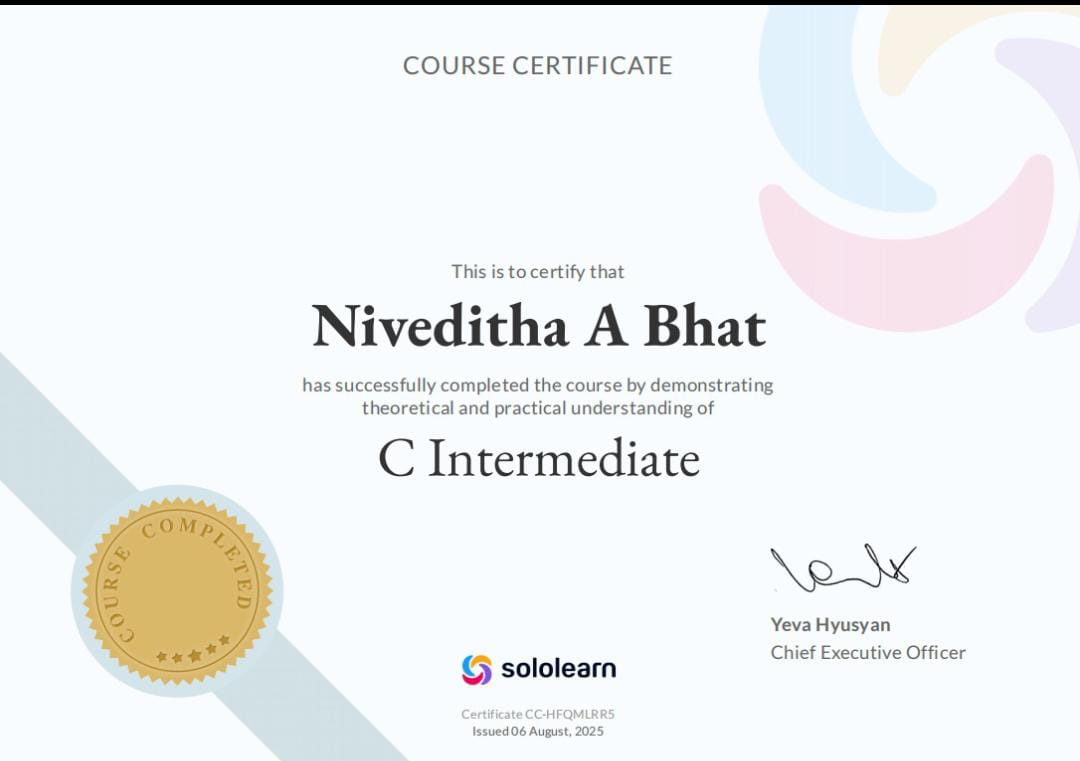 COURSE CERTIFICATE
This is to certify that
Niveditha A Bhat
has successfully completed the course by demonstrating
theoretical and practical understanding of
C Intermediate
COURSE COMPLETED
Yeva Hyusyan
Chief Executive Officer
sololearn
Certificate CC-HFQMLRR5
Issued 06 August, 2025